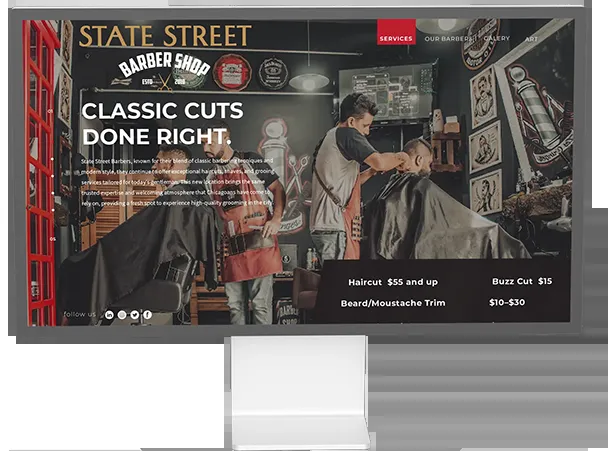 STATE STREET
BARBER SHOP
ESTD 2016
SERVICES
OUR BARBERS
GALERY
ART
CLASSIC CUTS
DONE RIGHT.
State Street Barbers, known for their blend of classic barbering techniques and
modern style, they continue to offer exceptional haircuts, shaves, and grooming
services tailored for today's gentlemen. This new location brings the same
trusted expertise and welcoming atmosphere that Chicagoans have come to
rely on, providing a fresh spot to experience high-quality grooming in the city.
05
Haircut $55 and up
Buzz Cut $15
Beard/Moustache Trim
$10-$30
follow us